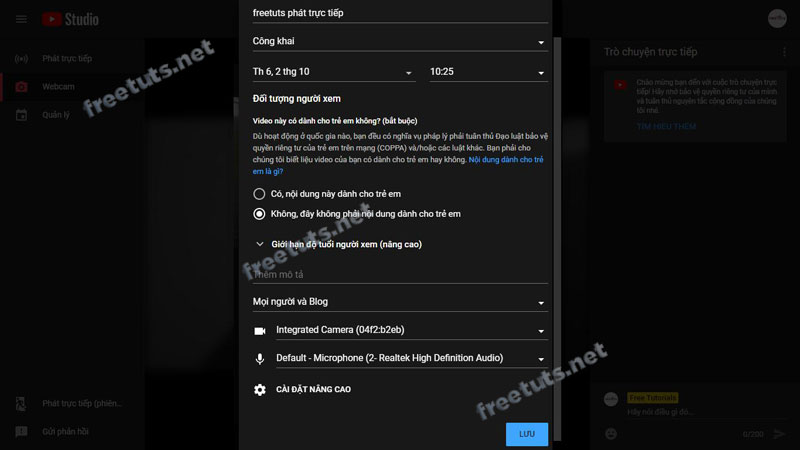 Studio
Phát trực tiếp
Webcam
Quản lý
Phát trực tiếp (phiên...
Gửi phản hồi
freetuts phát trực tiếp
Công khai
Th 6, 2 thg 10
10:25
Đối tượng người xem
Video này có dành cho trẻ em không? (bắt buộc)
Dù hoạt động ở quốc gia nào, bạn đều có nghĩa vụ pháp lý phải tuân thủ Đạo luật bảo vệ
quyền riêng tư của trẻ em trên mạng (COPPA) và/hoặc các luật khác. Bạn phải cho
chúng tôi biết liệu video của bạn có dành cho trẻ em hay không. Nội dung dành cho trẻ
em là gì?
Có, nội dung này dành cho trẻ em
Không, đây không phải nội dung dành cho trẻ em
Giới hạn độ tuổi người xem (nâng cao)
Thêm mô tả
Mọi người và Blog
Integrated Camera (04f2:b2eb)
Default - Microphone (2- Realtek High Definition Audio)
CÀI ĐẶT NÂNG CAO
LƯU
Trò chuyện trực tiếp
Chào mừng bạn đến với cuộc trò chuyện trực
tiếp! Hãy nhớ bảo vệ quyền riêng tư của mình
và tuân thủ nguyên tắc cộng đồng của chúng
tôi nhé.
TÌM HIỂU THÊM
Free Tutorials
Hãy nói điều gì đó...
0/200
freetuts.net
freetuts.net
freetuts.net